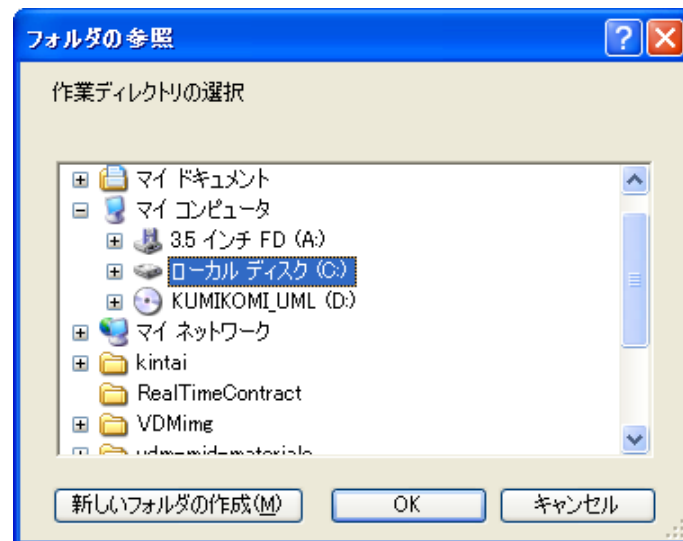 フォルダの参照
作業ディレクトリの選択
マイ ドキュメント
マイ コンピュータ
3.5 インチ FD (A:)
ローカル ディスク (C:)
KUMIKOMI_UML (D:)
マイ ネットワーク
kintai
RealTimeContract
VDMimg
vdm-mid-materials
新しいフォルダの作成(M)
OK
キャンセル